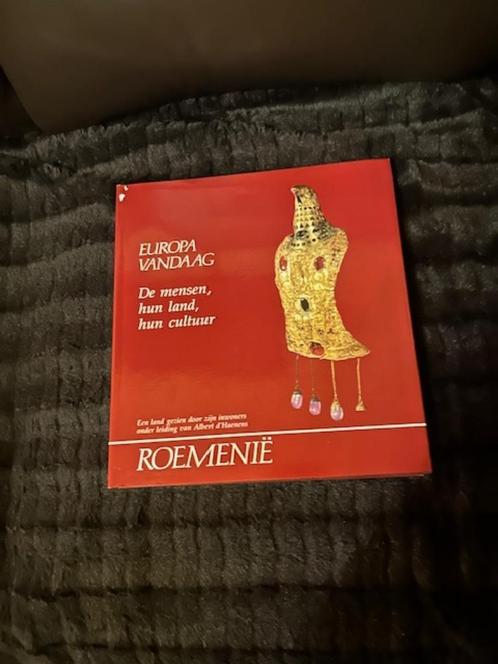 EUROPA
VANDAAG
De mensen,
hun land,
hun cultuur
Een land gezien door zijn inwoners
onder leiding van Albert d'Haenens
ROEMENIË